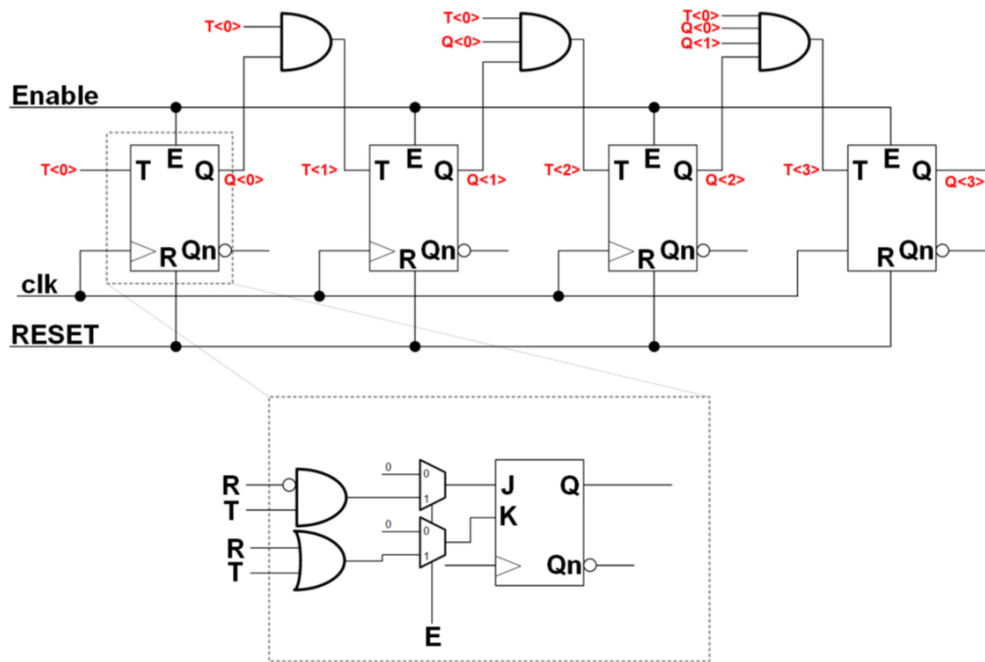 T<0>
T<0>
Q<0>
T<0>
Q<0>
Q<1>
Enable
T<0> T E Q Q<0>
T<1> T E Q Q<1>
T<2> T E Q Q<2>
T<3> T E Q Q<3>
R Qn
R Qn
R Qn
R Qn
clk
RESET
R
T
R
T
0 0
1
0 0
1
J Q
K
Qn
E